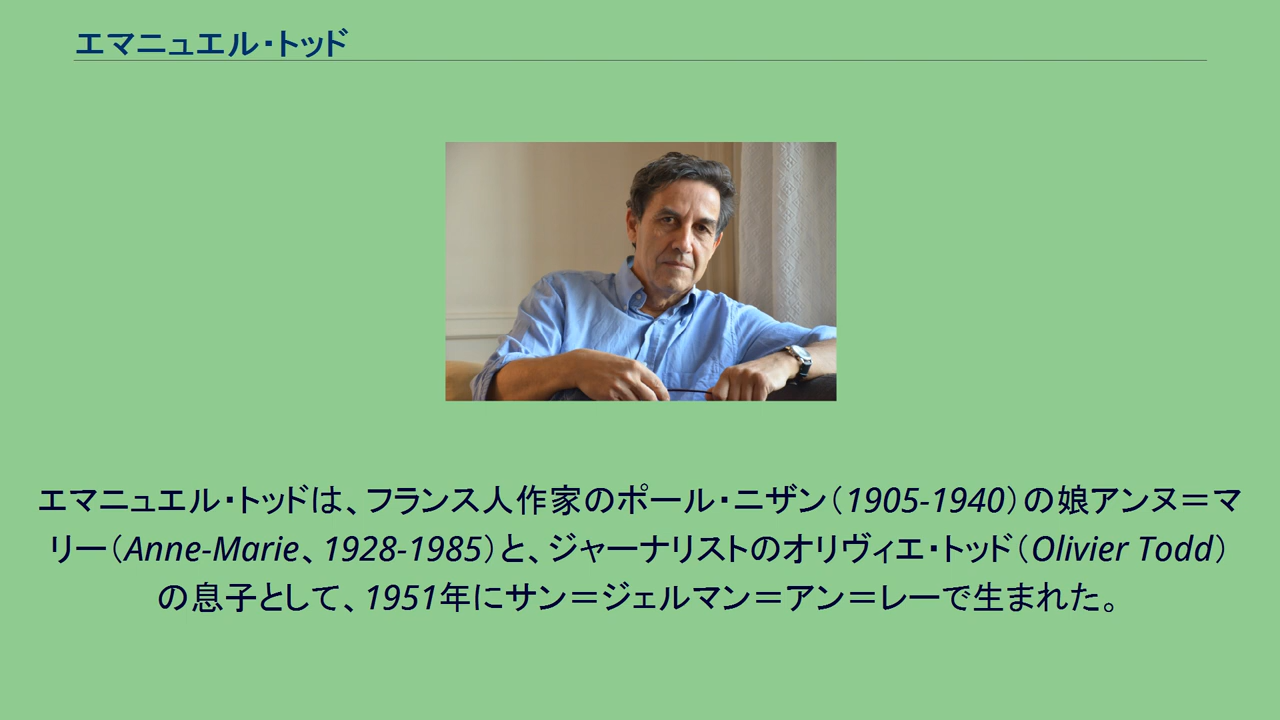 エマニュエル・トッド
エマニュエル・トッドは、フランス人作家のポール・ニザン（1905-1940）の娘アンヌ＝マ
リー（Anne-Marie、1928-1985）と、ジャーナリストのオリヴィエ・トッド（Olivier Todd）
の息子として、1951年にサン＝ジェルマン＝アン＝レーで生まれた。